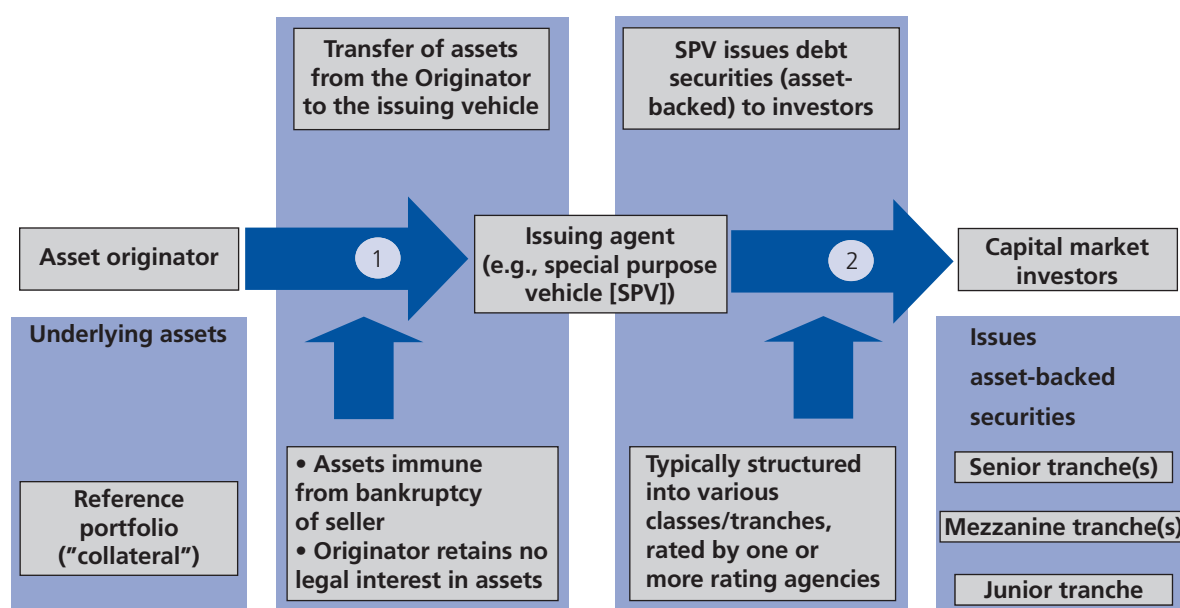 Transfer of assets
from the Originator
to the issuing vehicle
SPV issues debt
securities (asset-
backed) to investors
Asset originator
1
Issuing agent
(e.g., special purpose
vehicle [SPV])
2
Capital market
investors
Underlying assets
Reference
portfolio
(”collateral”)
• Assets immune
from bankruptcy
of seller
• Originator retains no
legal interest in assets
Typically structured
into various
classes/tranches,
rated by one or
more rating agencies
Issues
asset-backed
securities
Senior tranche(s)
Mezzanine tranche(s)
Junior tranche